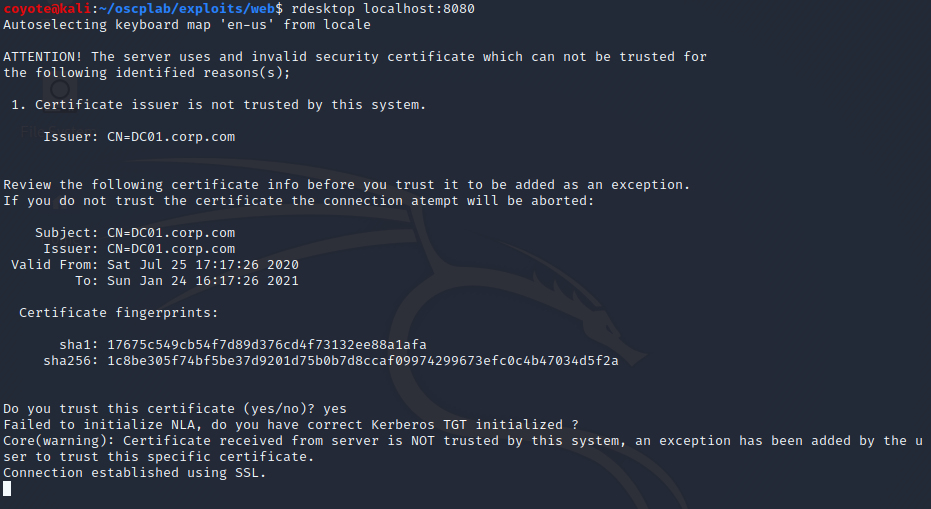 coyote@kali:~/oscplab/exploits/web$ rdesktop localhost:8080
Autoselecting keyboard map 'en-us' from locale
ATTENTION! The server uses and invalid security certificate which can not be trusted for
the following identified reasons(s);
1. Certificate issuer is not trusted by this system.
Issuer: CN=DC01.corp.com
Review the following certificate info before you trust it to be added as an exception.
If you do not trust the certificate the connection atempt will be aborted:
Subject: CN=DC01.corp.com
Issuer: CN=DC01.corp.com
Valid From: Sat Jul 25 17:17:26 2020
To: Sun Jan 24 16:17:26 2021
Certificate fingerprints:
sha1: 17675c549cb54f7d89d376cd4f73132ee88a1afa
sha256: 1c8be305f74bf5be37d9201d75b0b7d8ccaf09974299673efc0c4b47034d5f2a
Do you trust this certificate (yes/no)? yes
Failed to initialize NLA, do you have correct Kerberos TGT initialized ?
Core(warning): Certificate received from server is NOT trusted by this system, an exception has been added by the u
ser to trust this specific certificate.
Connection established using SSL.